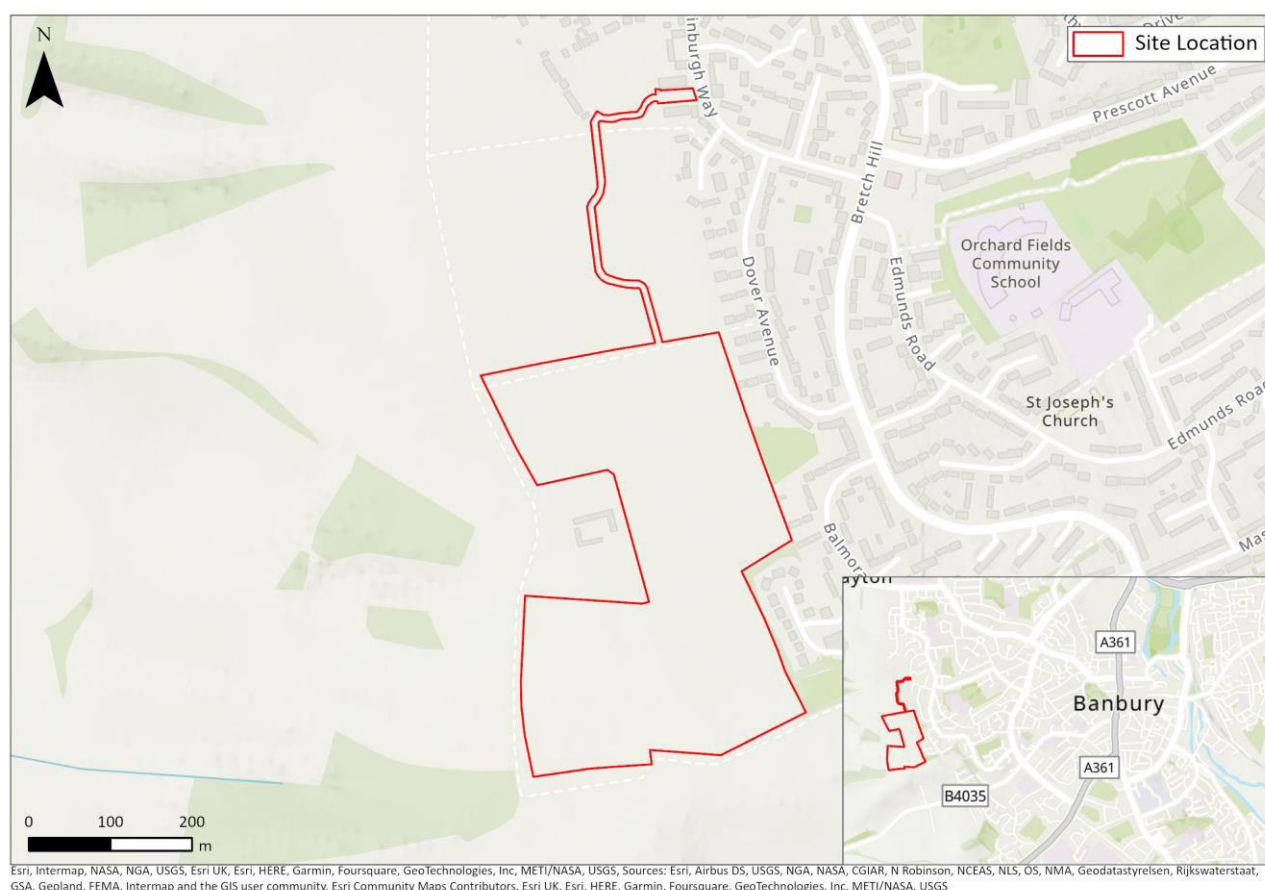 N
Site Location
inburgh Way
Drive
Prescott Avenue
Bretch Hill
Orchard Fields
Community
School
Dover Avenue
Edmunds Road
St Joseph's
Church
Edmunds Road
Balmora
Mas
ayton
A361
Banbury
A361
B4035
0 100 200
m
Esri, Intermap, NASA, NGA, USGS, Esri UK, Esri, HERE, Garmin, Foursquare, GeoTechnologies, Inc, METI/NASA, USGS, Sources: Esri, Airbus DS, USGS, NGA, NASA, CGIAR, N Robinson, NCEAS, NLS, OS, NMA, Geodatastyrelsen, Rijkswaterstaat,
GSA, Geoland, FEMA, Intermap and the GIS user community, Esri Community Maps Contributors, Esri UK, Esri, HERE, Garmin, Foursquare, GeoTechnologies, Inc, METI/NASA, USGS